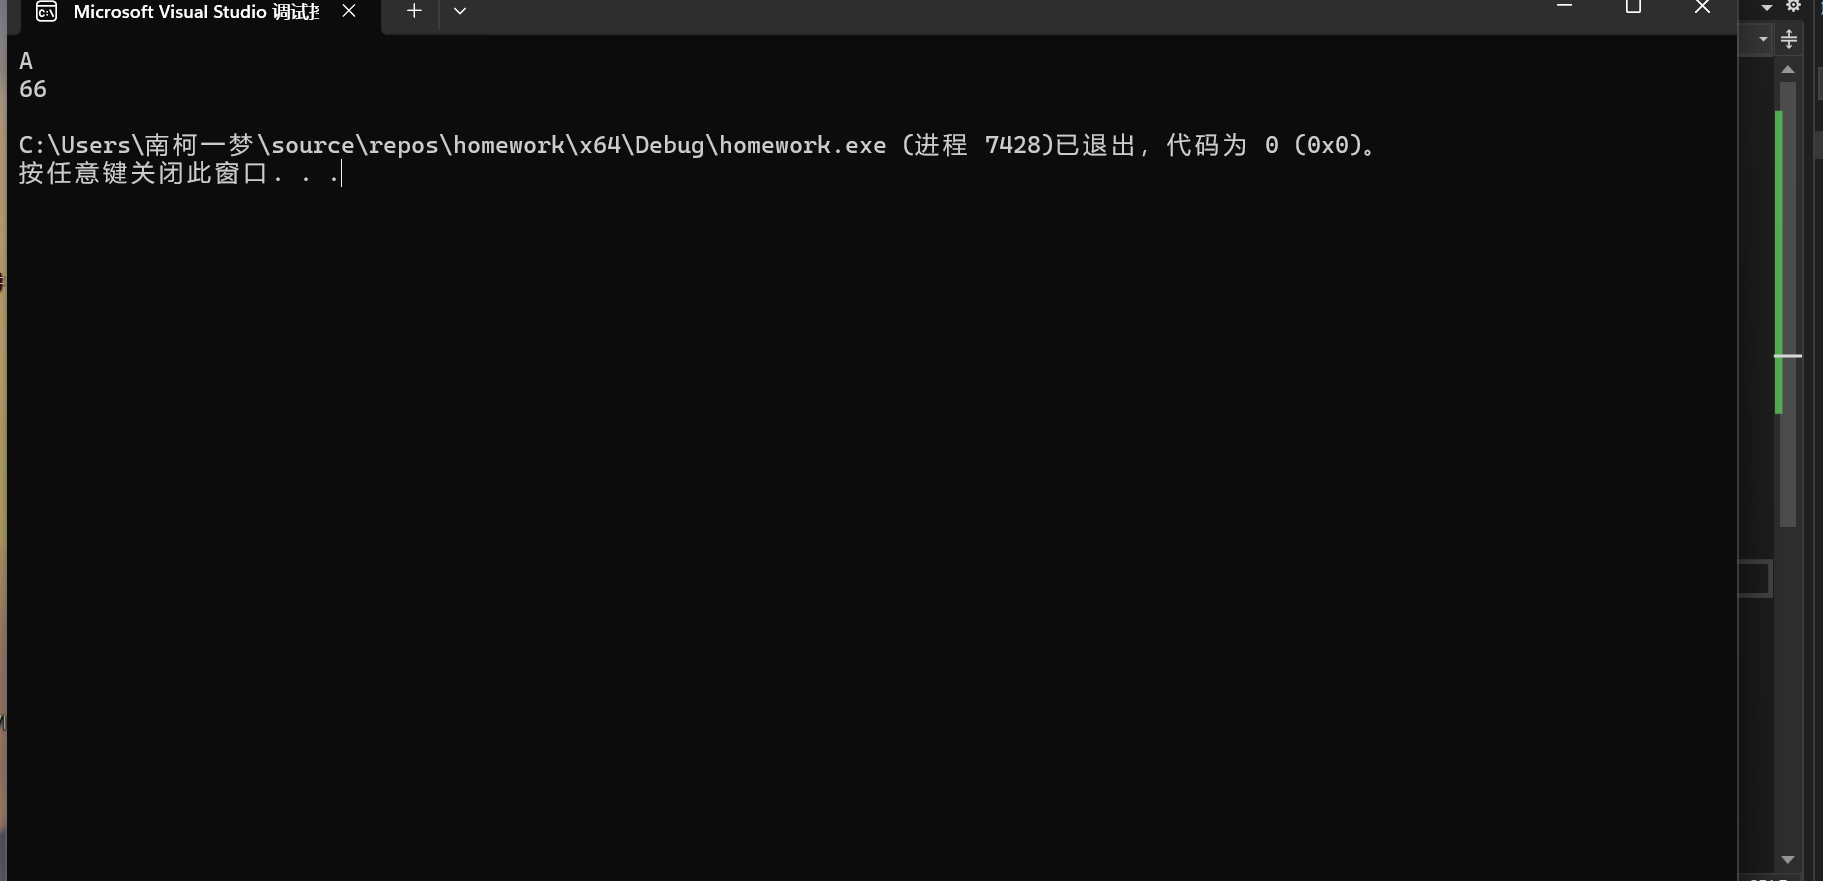 Microsoft Visual Studio 调试
A
66
C:\Users\南柯一梦\source\repos\homework\x64\Debug\homework.exe (进程 7428)已退出，代码为 0 (0x0)。
按任意键关闭此窗口. . .